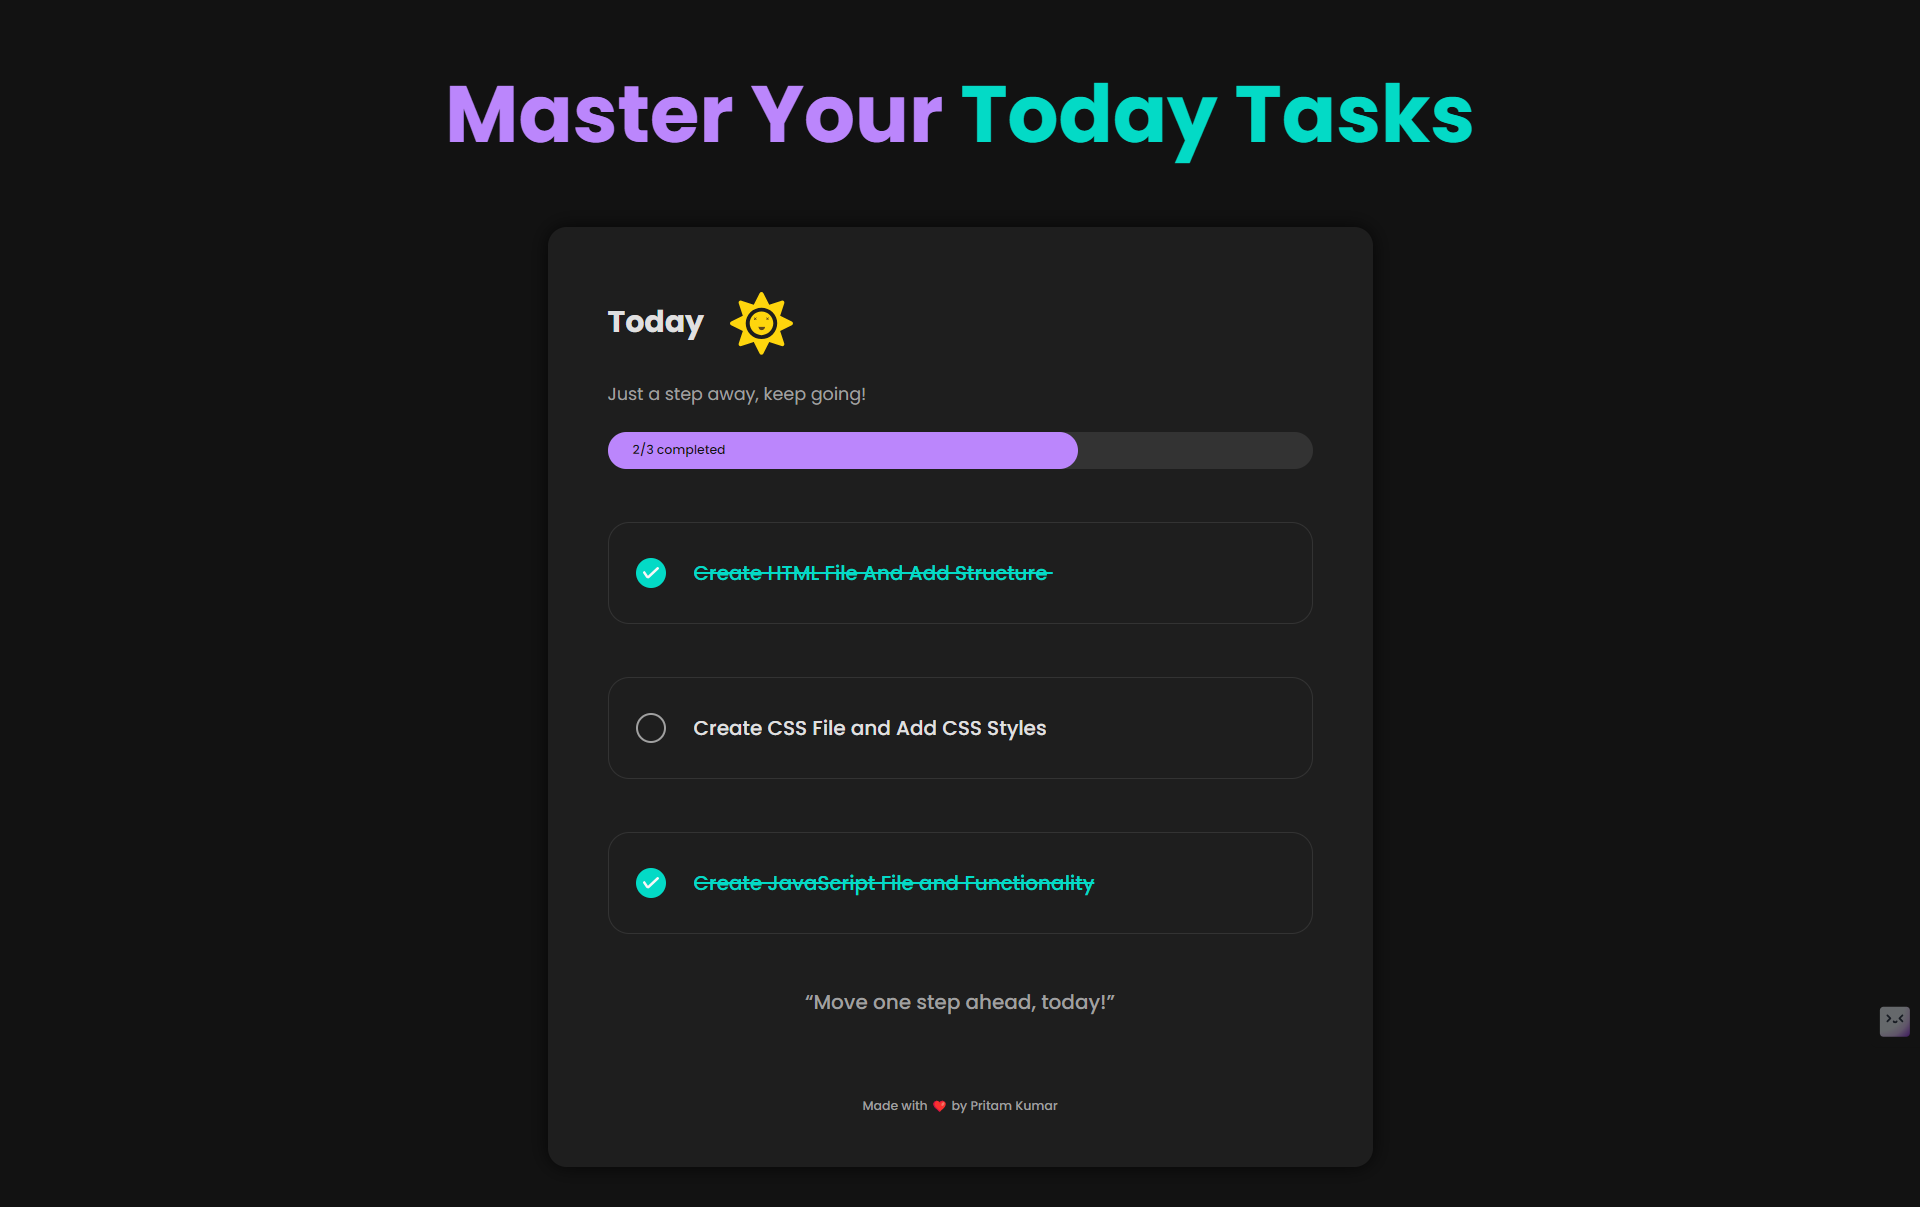 Master Your Today Tasks
Today
Just a step away, keep going!
2/3 completed
Create HTML File And Add Structure
Create CSS File and Add CSS Styles
Create JavaScript File and Functionality
“Move one step ahead, today!”
Made with ❤️ by Pritam Kumar